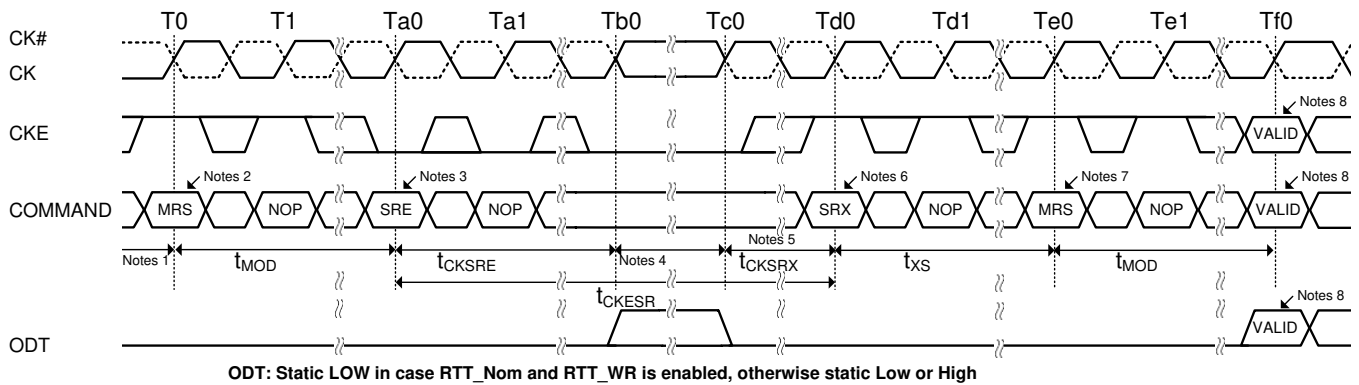 T0 T1 Ta0 Ta1 Tb0 Tc0 Td0 Td1 Te0 Te1 Tf0
CK#
CK
Notes 8
CKE VALID
Notes 2 Notes 3 Notes 6 Notes 7 Notes 8
COMMAND MRS NOP SRE NOP SRX NOP MRS NOP VALID
Notes 1 tMOD tCKSRE Notes 4 Notes 5 tCKSRX tXS tMOD
tCKESR
Notes 8
VALID
ODT
ODT: Static LOW in case RTT_Nom and RTT_WR is enabled, otherwise static Low or High